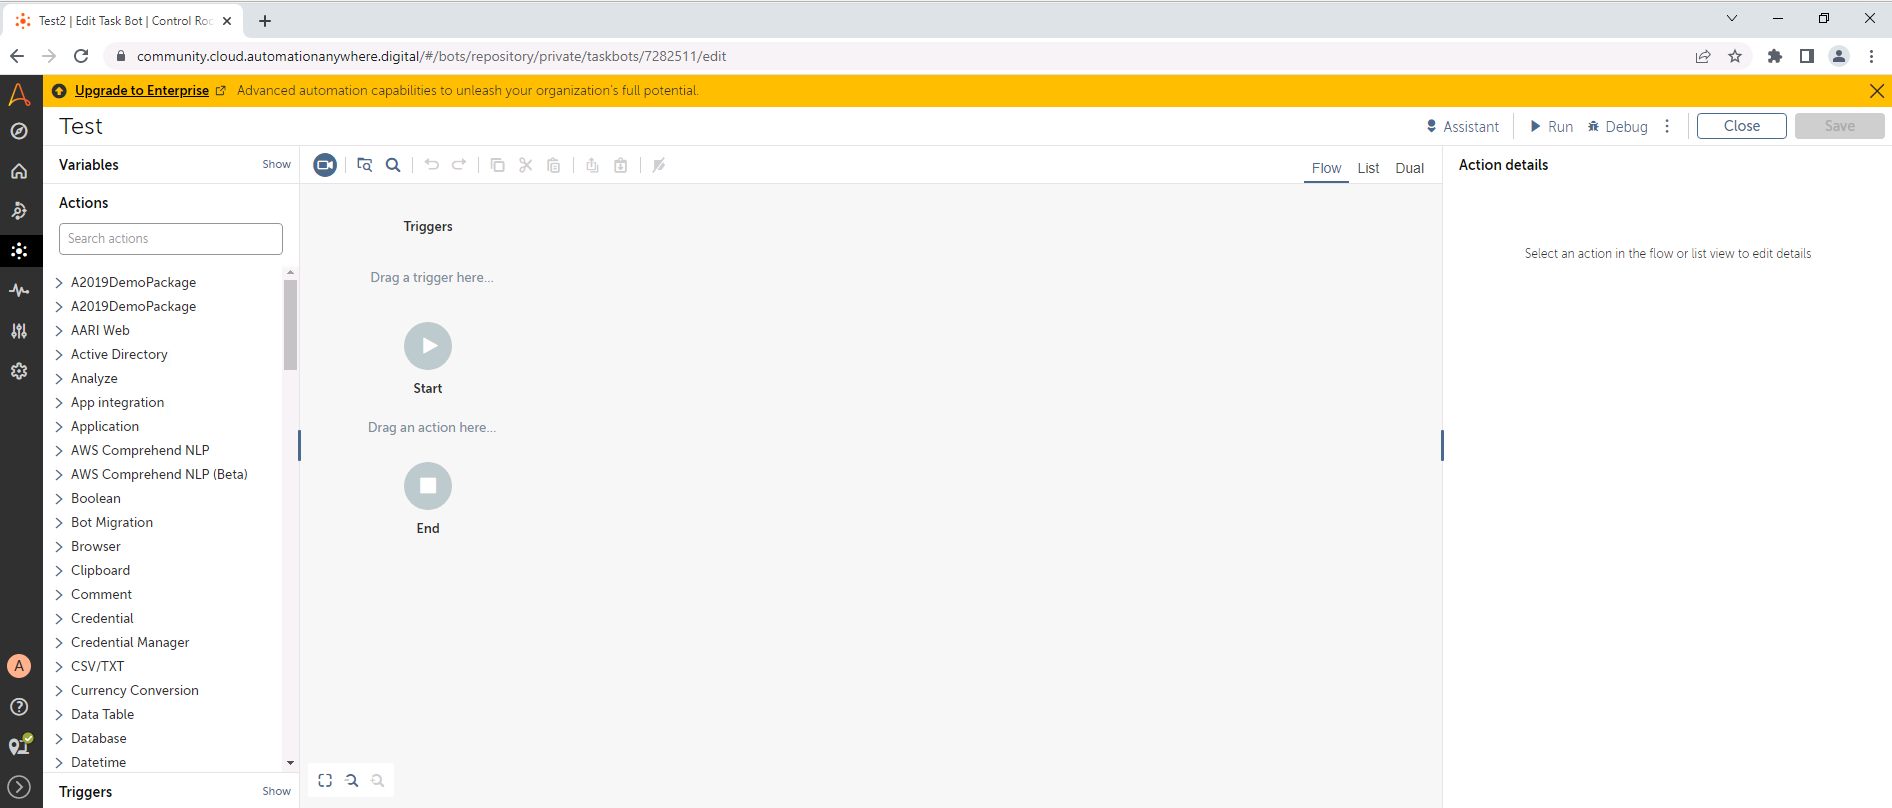 Test2 | Edit Task Bot | Control Roo
community.cloud.automationanywhere.digital/#/bots/repository/private/taskbots/7282511/edit
Upgrade to Enterprise Advanced automation capabilities to unleash your organization's full potential.
Test
Assistant Run Debug Close Save
Variables Show
Flow List Dual
Action details
Actions
Search actions
Triggers
Select an action in the flow or list view to edit details
Drag a trigger here...
A2019DemoPackage
A2019DemoPackage
AARI Web
Active Directory
Analyze
Start
App integration
Application
Drag an action here...
AWS Comprehend NLP
AWS Comprehend NLP (Beta)
Boolean
Bot Migration
End
Browser
Clipboard
Comment
Credential
Credential Manager
CSV/TXT
A
Currency Conversion
Data Table
Database
Datetime
Triggers Show